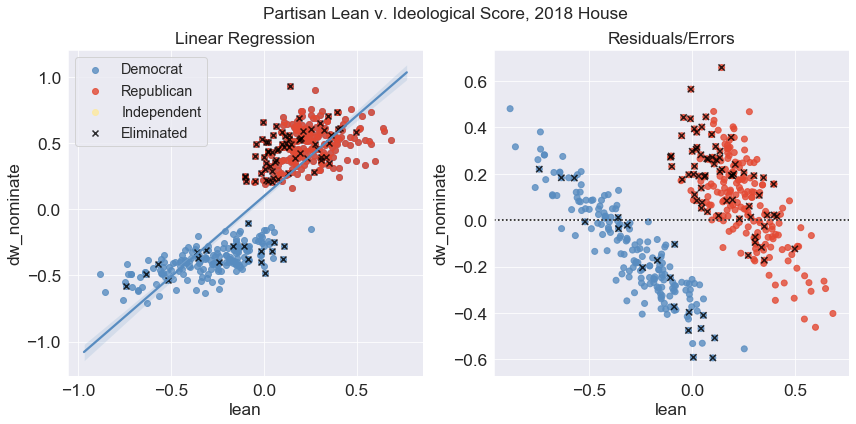 Partisan Lean v. Ideological Score, 2018 House
Linear Regression
Democrat
Republican
Independent
Eliminated
1.0
0.5
0.0
−0.5
−1.0
dw_nominate
−1.0
−0.5
0.0
0.5
lean
Residuals/Errors
0.6
0.4
0.2
0.0
−0.2
−0.4
−0.6
dw_nominate
−0.5
0.0
0.5
lean